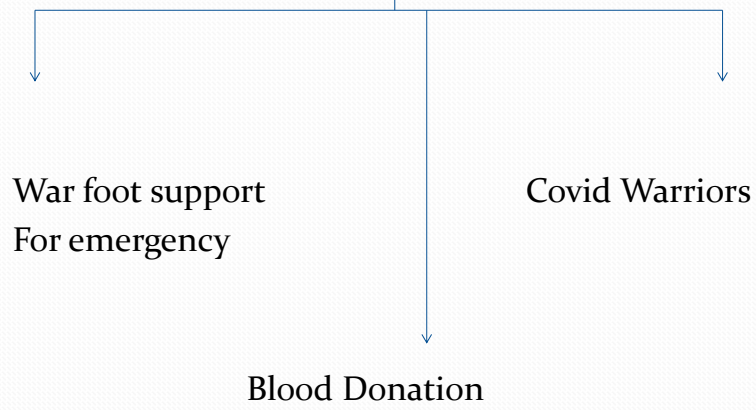 War foot support
For emergency
Covid Warriors
Blood Donation